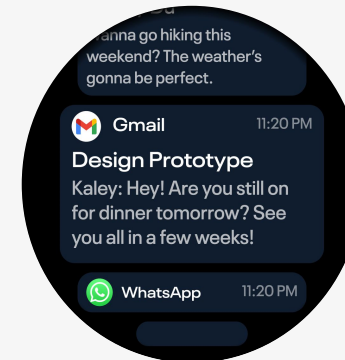 Wanna go hiking this
weekend? The weather's
gonna be perfect.
Gmail 11:20 PM
Design Prototype
Kaley: Hey! Are you still on
for dinner tomorrow? See
you all in a few weeks!
WhatsApp 11:20 PM